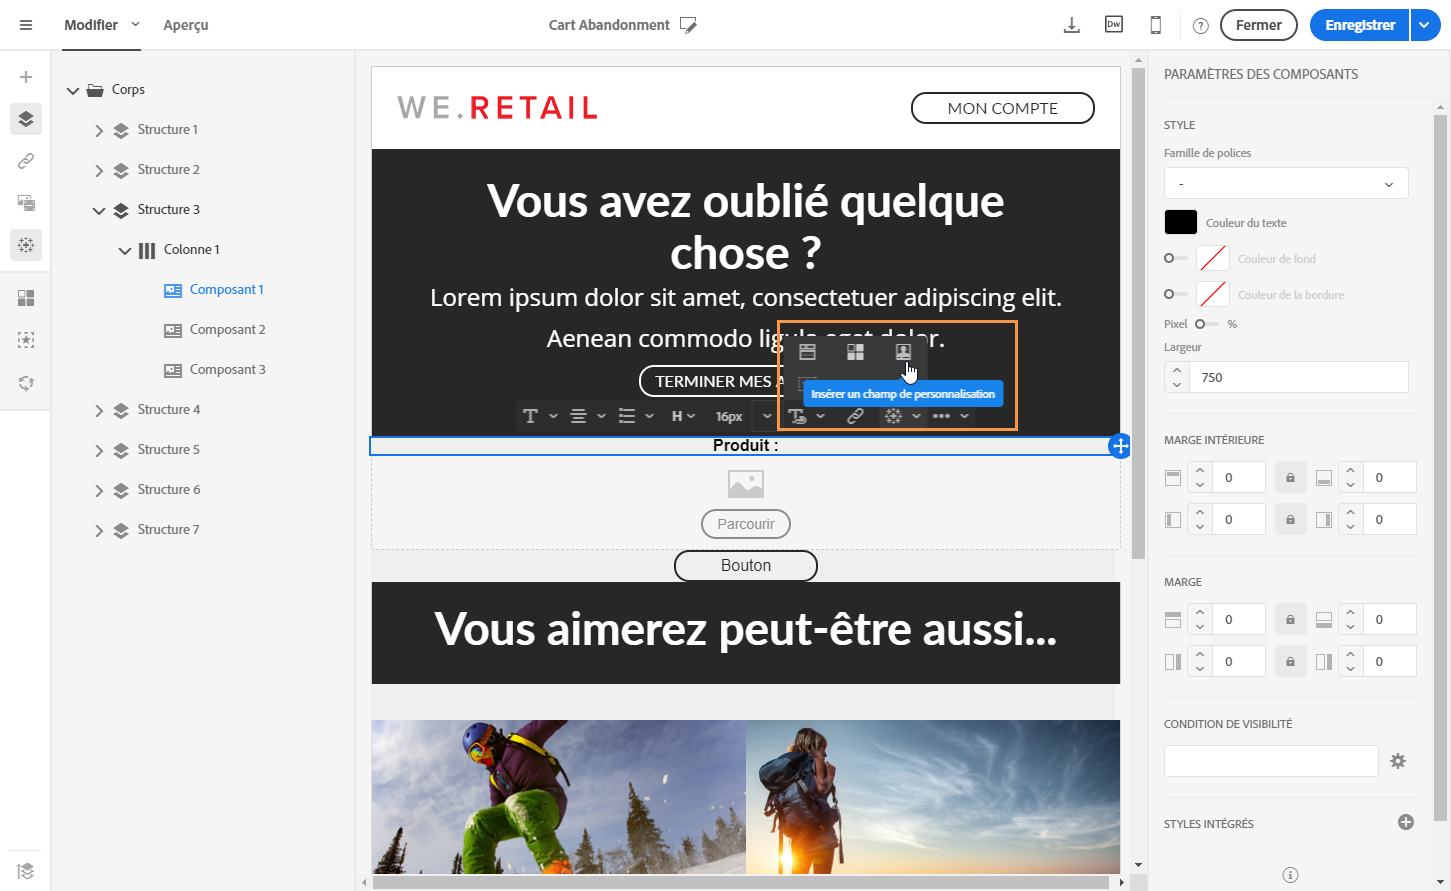 Modifier
Aperçu
Cart Abandonment
Dw
?
Fermer
Enregistrer
Corps
Structure 1
Structure 2
Structure 3
Colonne 1
Composant 1
Composant 2
Composant 3
Structure 4
Structure 5
Structure 6
Structure 7
WE.RETAIL
MON COMPTE
Vous avez oublié quelque
chose ?
Lorem ipsum dolor sit amet, consectetuer adipiscing elit.
Aenean commodo ligula eget dolor.
TERMINER MES A
Insérer un champ de personnalisation
T
H
16px
T
Produit :
Parcourir
Bouton
Vous aimerez peut-être aussi...
PARAMÈTRES DES COMPOSANTS
STYLE
Famille de polices
-
Couleur du texte
Couleur de fond
Couleur de la bordure
Pixel
%
Largeur
750
MARGE INTÉRIEURE
0
0
0
0
MARGE
0
0
0
0
CONDITION DE VISIBILITÉ
STYLES INTÉGRÉS